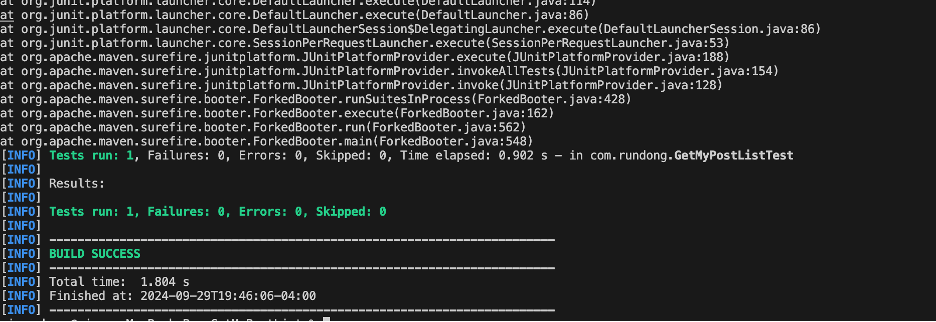 at org.junit.platform.launcher.core.DefaultLauncher.execute(DefaultLauncher.java:114)
at org.junit.platform.launcher.core.DefaultLauncher.execute(DefaultLauncher.java:86)
at org.junit.platform.launcher.core.DefaultLauncherSession$DelegatingLauncher.execute(DefaultLauncherSession.java:86)
at org.junit.platform.launcher.core.SessionPerRequestLauncher.execute(SessionPerRequestLauncher.java:53)
at org.apache.maven.surefire.junitplatform.JUnitPlatformProvider.execute(JUnitPlatformProvider.java:188)
at org.apache.maven.surefire.junitplatform.JUnitPlatformProvider.invokeAllTests(JUnitPlatformProvider.java:154)
at org.apache.maven.surefire.junitplatform.JUnitPlatformProvider.invoke(JUnitPlatformProvider.java:128)
at org.apache.maven.surefire.booter.ForkedBooter.runSuitesInProcess(ForkedBooter.java:428)
at org.apache.maven.surefire.booter.ForkedBooter.execute(ForkedBooter.java:162)
at org.apache.maven.surefire.booter.ForkedBooter.run(ForkedBooter.java:562)
at org.apache.maven.surefire.booter.ForkedBooter.main(ForkedBooter.java:548)
[INFO] Tests run: 1, Failures: 0, Errors: 0, Skipped: 0, Time elapsed: 0.902 s - in com.rundong.GetMyPostListTest
[INFO]
[INFO] Results:
[INFO]
[INFO] Tests run: 1, Failures: 0, Errors: 0, Skipped: 0
[INFO]
[INFO] ------------------------------------------------------------------------
[INFO] BUILD SUCCESS
[INFO] ------------------------------------------------------------------------
[INFO] Total time:  1.804 s
[INFO] Finished at: 2024-09-29T19:46:06-04:00
[INFO] ------------------------------------------------------------------------